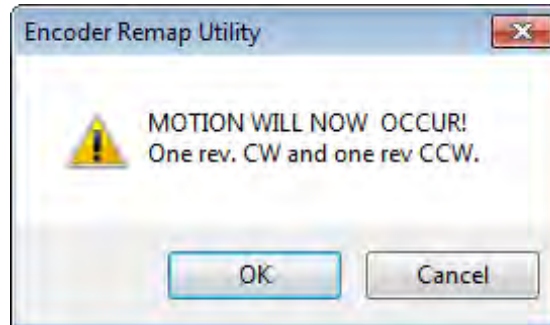 Encoder Remap Utility
MOTION WILL NOW  OCCUR!
One rev. CW and one rev CCW.
OK
Cancel